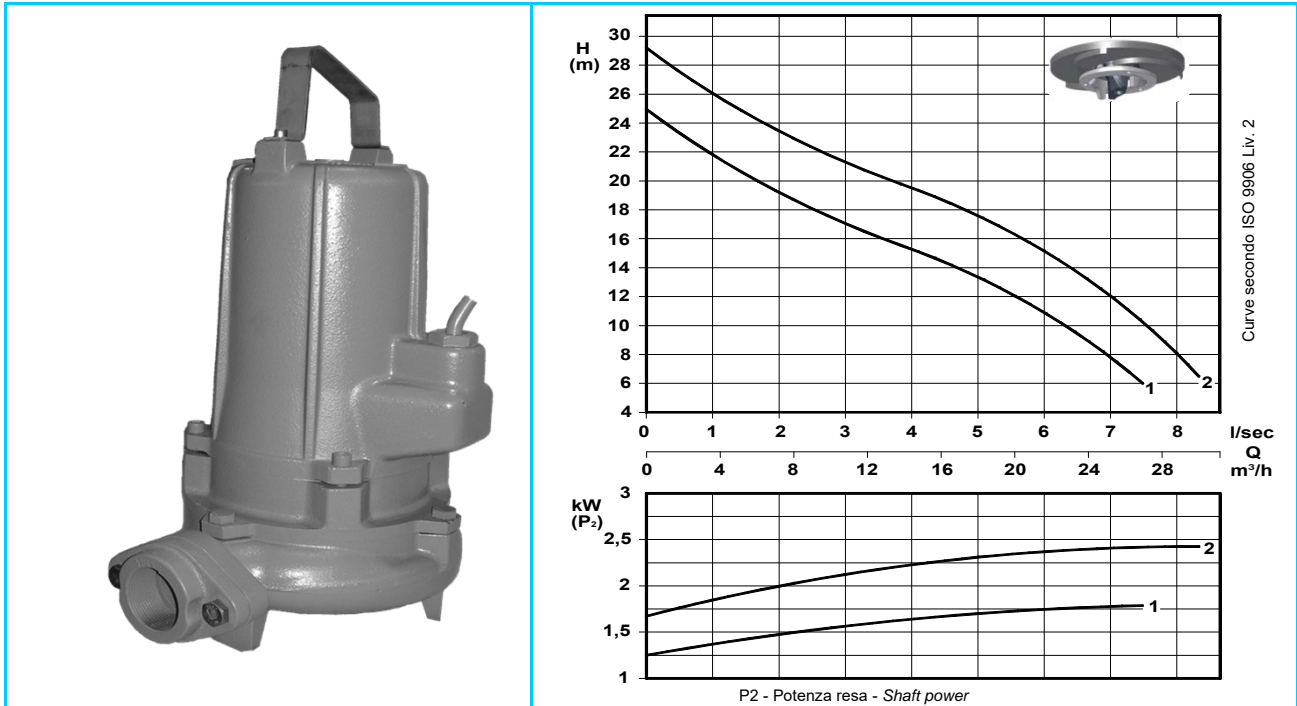 H
(m)
30
28
26
24
22
20
18
16
14
12
10
8
6
4
1
2
0 1 2 3 4 5 6 7 8 l/sec
Q
0 4 8 12 16 20 24 28 m³/h
Curve secondo ISO 9906 Liv. 2
kW
(P₂)
3
2,5
2
1,5
1
2
1
P2 - Potenza resa - Shaft power